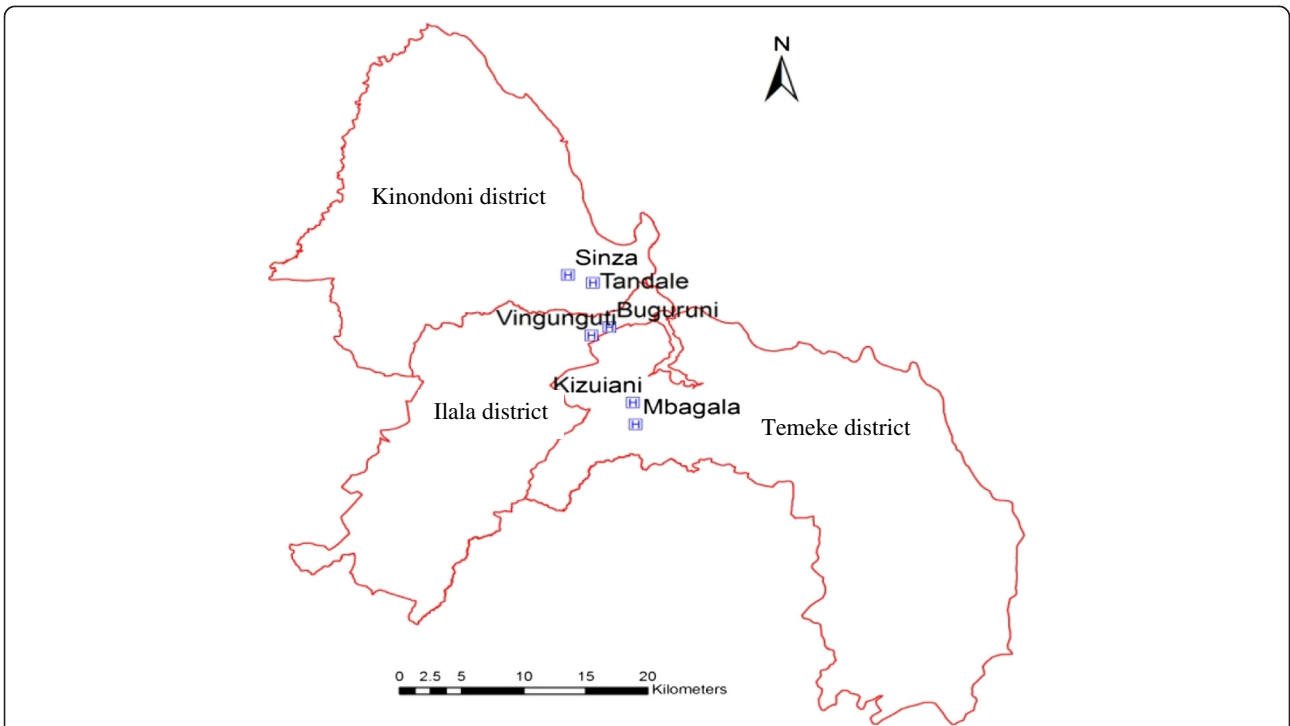 N
Kinondoni district
Sinza
H
H Tandale
Buguruni
Vingunguti H
H
Kizuiani
H
Mbagala
Ilala district
H
Temeke district
0 2.5 5 10 15 20
Kilometers